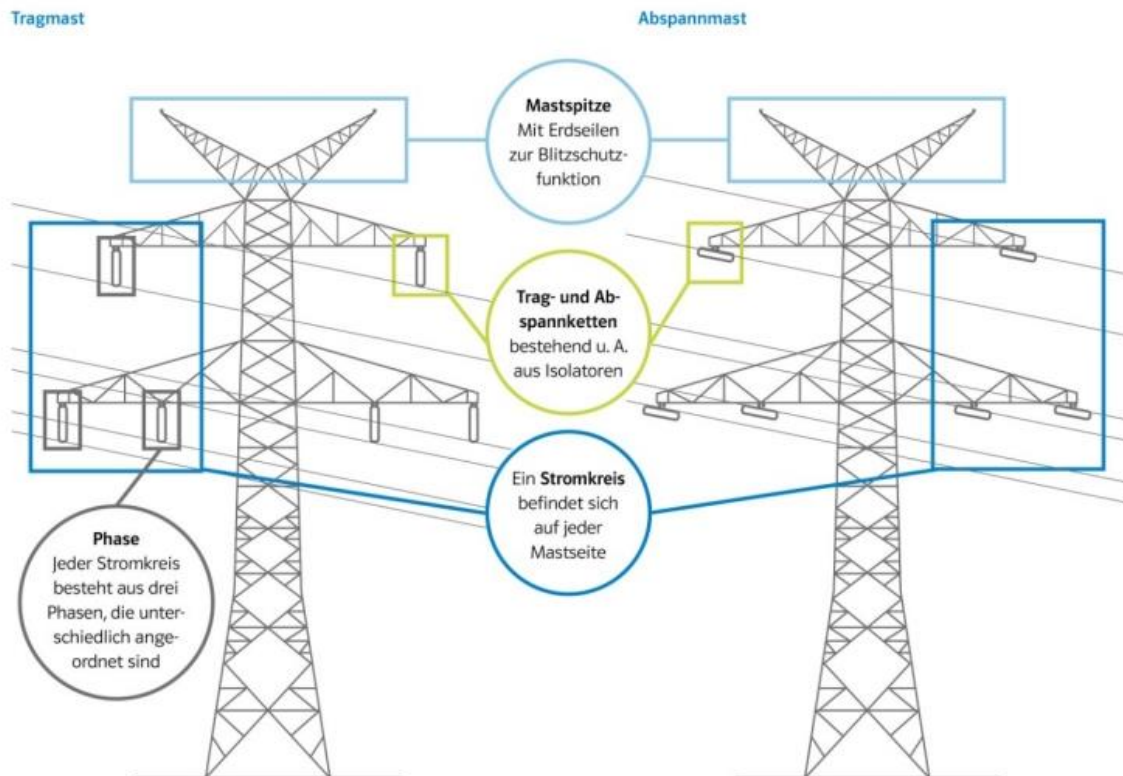 Tragmast
Abspannmast
Mastspitze
Mit Erdseilen
zur Blitzschutz-
funktion
Trag- und Ab-
spannketten
bestehend u. A.
aus Isolatoren
Ein Stromkreis
befindet sich
auf jeder
Mastseite
Phase
Jeder Stromkreis
besteht aus drei
Phasen, die unter-
schiedlich ange-
ordnet sind